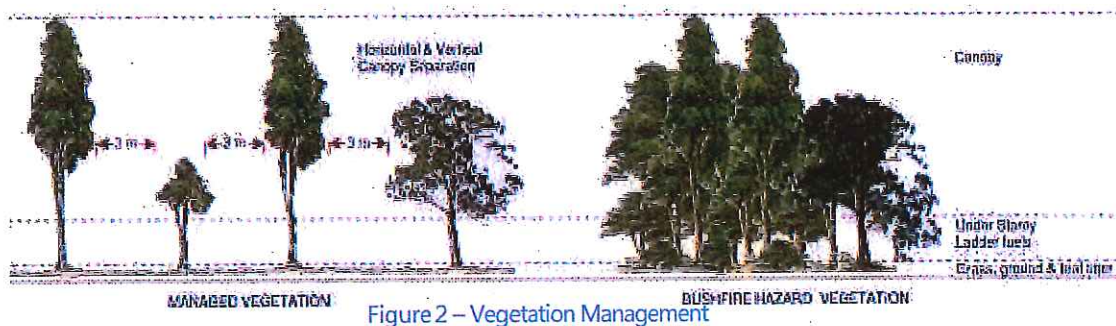 Horizontal & Vertical
Canopy Separation
Canopy
3 m
3 m
3 m
Under Storey
Ladder fuels
Grass, ground & leaf litter
MANAGED VEGETATION
BUSHFIRE HAZARD VEGETATION
Figure 2 – Vegetation Management